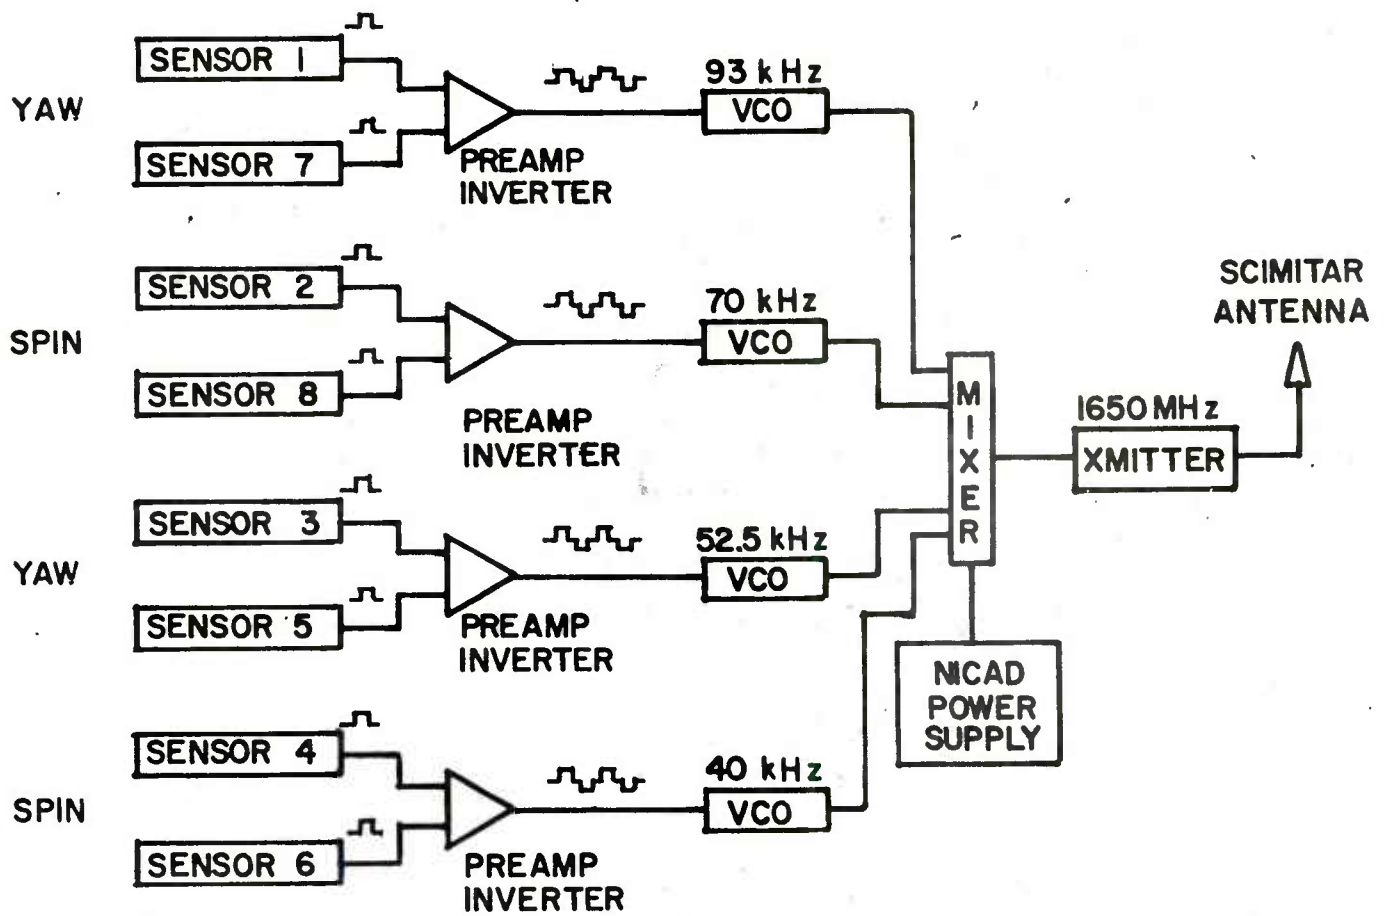 SENSOR 1
YAW
SENSOR 7
PREAMP
INVERTER
93 kHz
VCO
SENSOR 2
SPIN
SENSOR 8
PREAMP
INVERTER
70 kHz
VCO
SENSOR 3
YAW
SENSOR 5
PREAMP
INVERTER
52.5 kHz
VCO
SENSOR 4
SPIN
SENSOR 6
PREAMP
INVERTER
40 kHz
VCO
MIXER
NICAD
POWER
SUPPLY
1650 MHz
XMITTER
SCIMITAR
ANTENNA